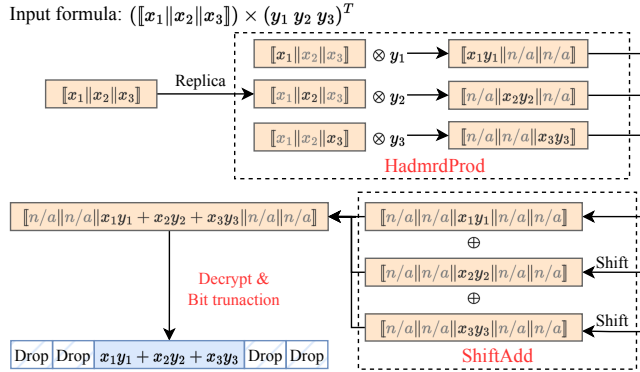 Input formula: (⟦x₁‖x₂‖x₃⟧) × (y₁ y₂ y₃)ᵀ
⟦x₁‖x₂‖x₃⟧ ⊗ y₁ ⟦x₁y₁‖n/a‖n/a⟧
⟦x₁‖x₂‖x₃⟧ Replica ⟦x₁‖x₂‖x₃⟧ ⊗ y₂ ⟦n/a‖x₂y₂‖n/a⟧
⟦x₁‖x₂‖x₃⟧ ⊗ y₃ ⟦n/a‖n/a‖x₃y₃⟧
HadmrdProd
⟦n/a‖n/a‖x₁y₁ + x₂y₂ + x₃y₃‖n/a‖n/a⟧ ⟦n/a‖n/a‖x₁y₁‖n/a‖n/a⟧
⊕
⟦n/a‖n/a‖x₂y₂‖n/a‖n/a⟧ Shift
⊕
⟦n/a‖n/a‖x₃y₃‖n/a‖n/a⟧ Shift
ShiftAdd
Decrypt &
Bit trunaction
Drop Drop x₁y₁ + x₂y₂ + x₃y₃ Drop Drop